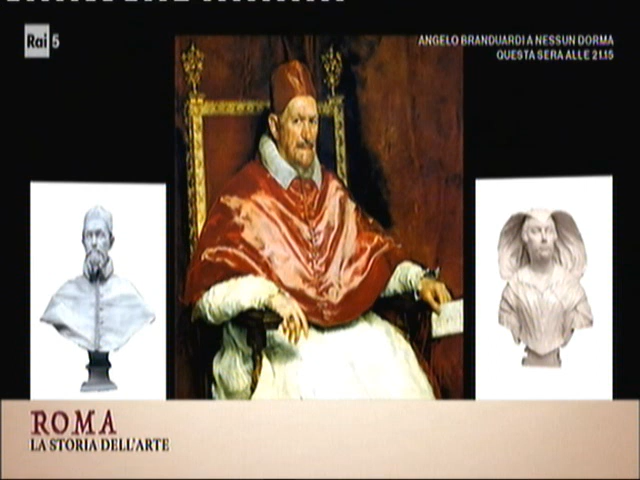 Rai 5
ANGELO BRANDUARDI A NESSUN DORMA
QUESTA SERA ALLE 21.15
ROMA
LA STORIA DELL'ARTE